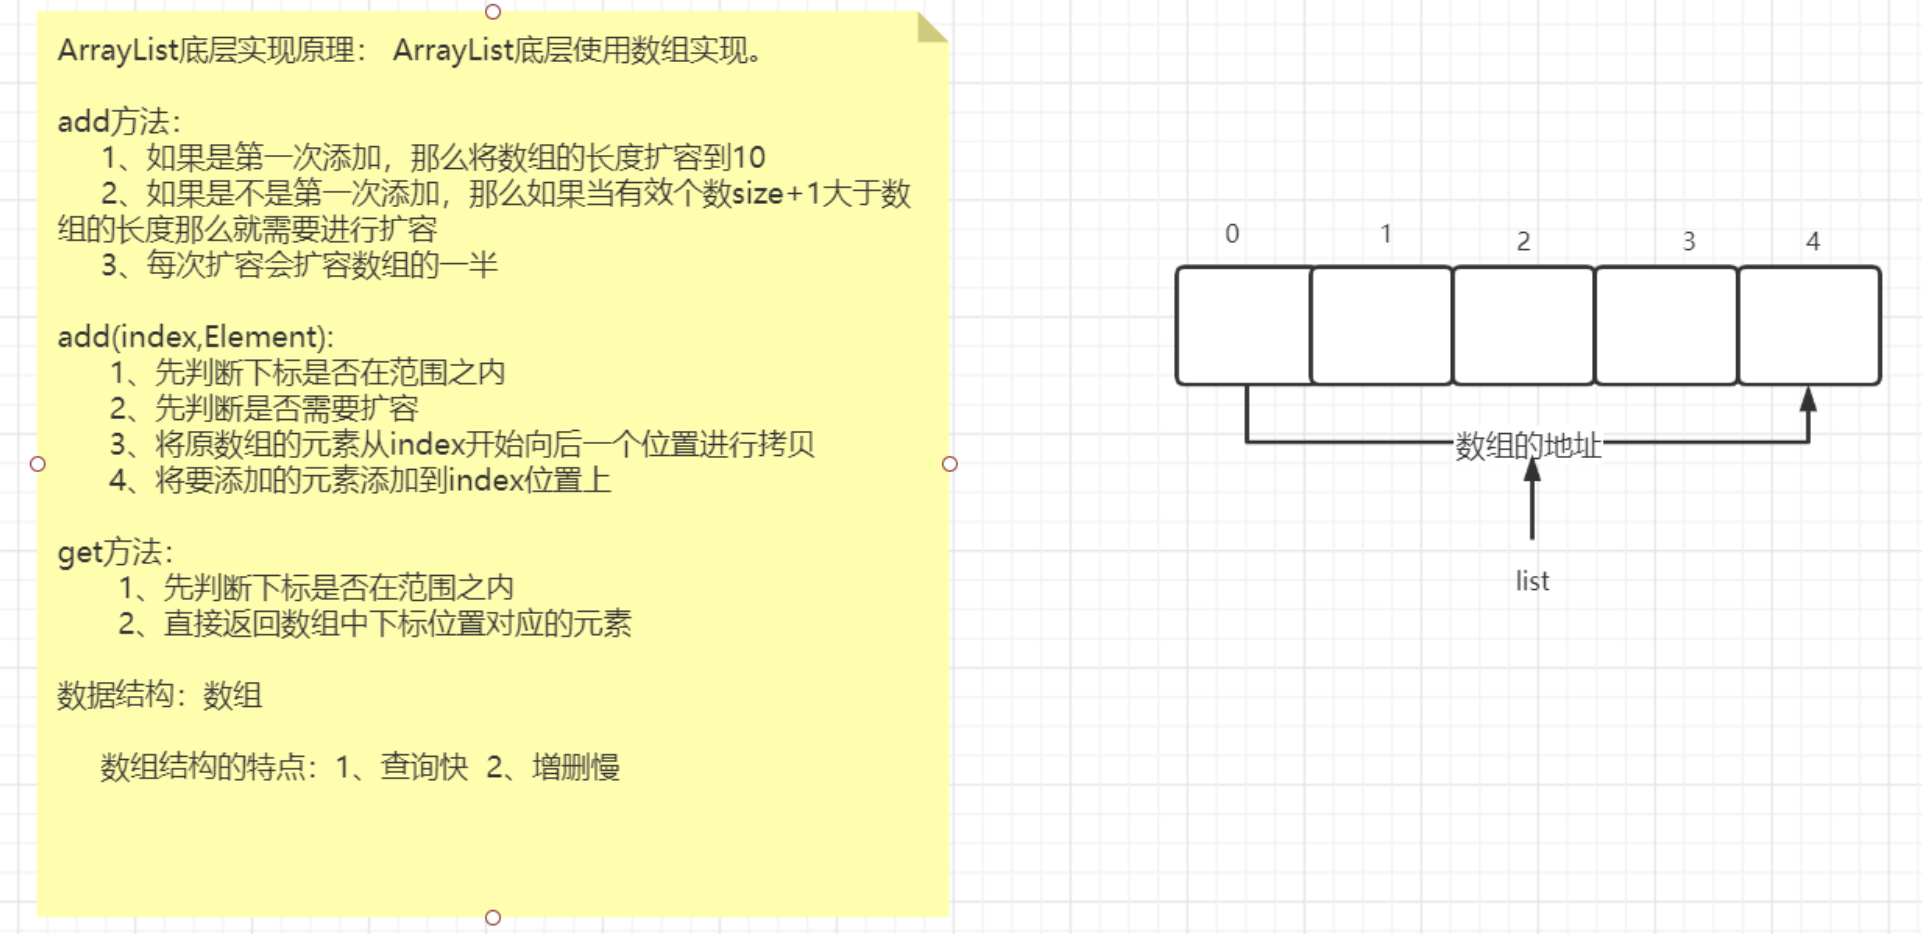 ArrayList底层实现原理： ArrayList底层使用数组实现。
add方法：
1、如果是第一次添加，那么将数组的长度扩容到10
2、如果是不是第一次添加，那么如果当有效个数size+1大于数
组的长度那么就需要进行扩容
3、每次扩容会扩容数组的一半
add(index,Element):
1、先判断下标是否在范围之内
2、先判断是否需要扩容
3、将原数组的元素从index开始向后一个位置进行拷贝
4、将要添加的元素添加到index位置上
get方法：
1、先判断下标是否在范围之内
2、直接返回数组中下标位置对应的元素
数据结构：数组
数组结构的特点：1、查询快 2、增删慢
0 1 2 3 4
数组的地址
list